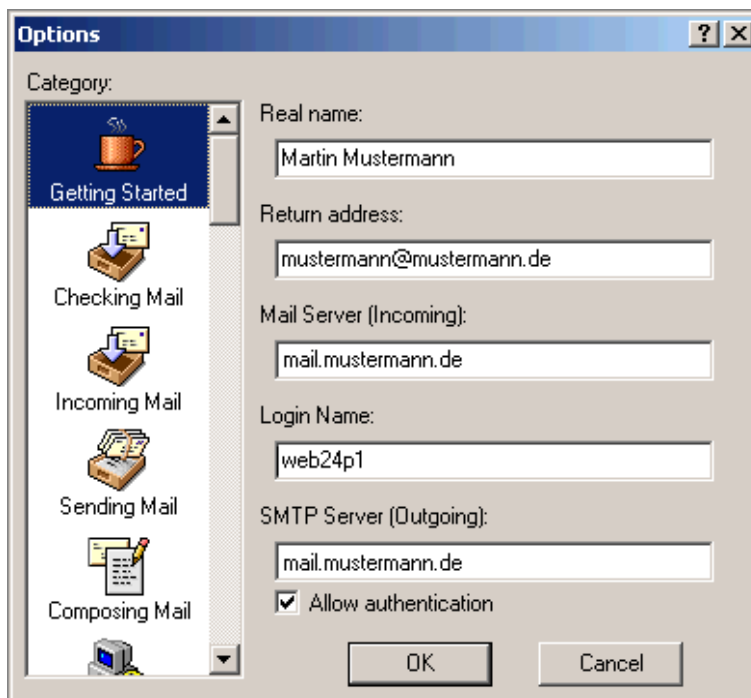 Options
Category:
Getting Started
Checking Mail
Incoming Mail
Sending Mail
Composing Mail
Real name:
Martin Mustermann
Return address:
mustermann@mustermann.de
Mail Server (Incoming):
mail.mustermann.de
Login Name:
web24p1
SMTP Server (Outgoing):
mail.mustermann.de
Allow authentication
OK
Cancel